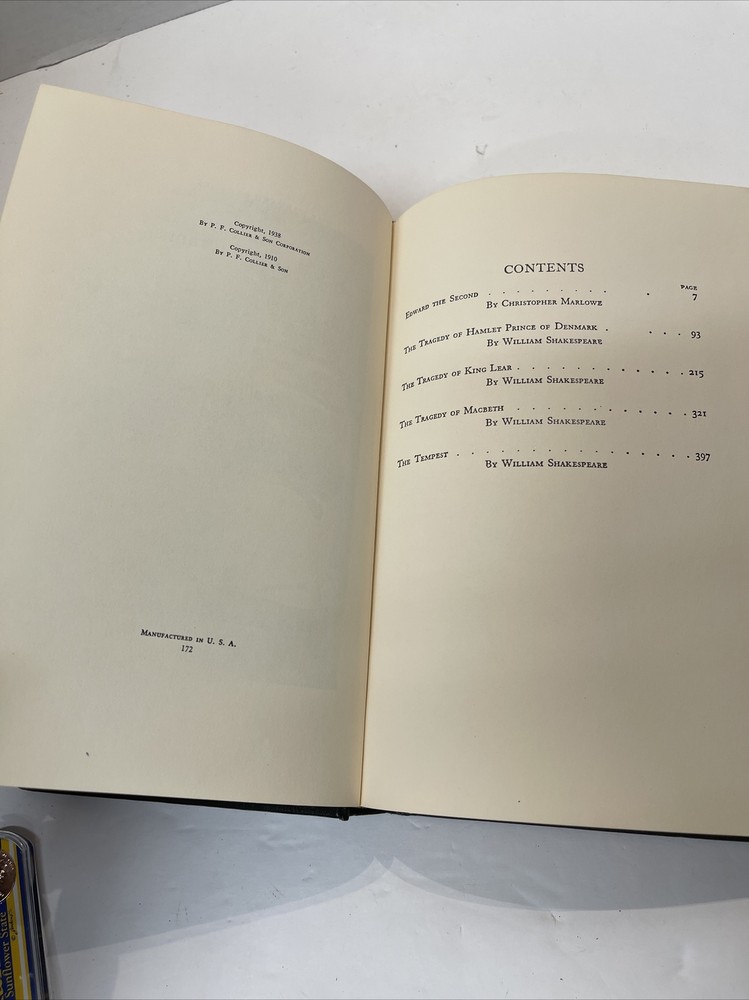 Copyright, 1938
By P. F. Collier & Son Corporation
Copyright, 1910
By P. F. Collier & Son
Manufactured in U. S. A.
172
CONTENTS
PAGE
Edward the Second . . . . . . . . . . 7
By Christopher Marlowe
The Tragedy of Hamlet Prince of Denmark . . . . 93
By William Shakespeare
The Tragedy of King Lear . . . . . . . . . . . . . 215
By William Shakespeare
The Tragedy of Macbeth . . . . . . . . . . . . 321
By William Shakespeare
The Tempest . . . . . . . . . . . . . . . . 397
By William Shakespeare
Sunflower State